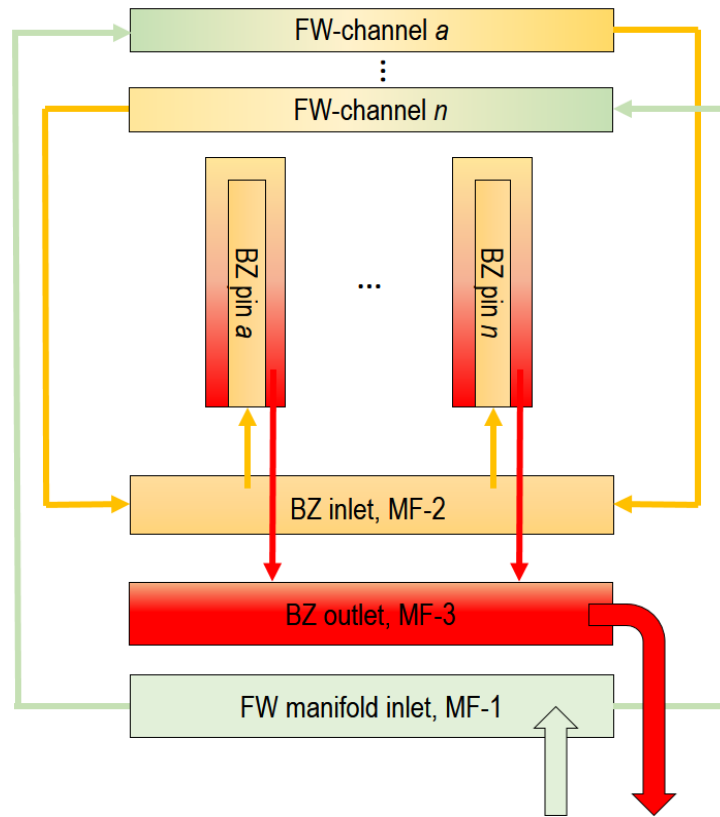 FW-channel a
⋮
FW-channel n
BZ pin a
...
BZ pin n
BZ inlet, MF-2
BZ outlet, MF-3
FW manifold inlet, MF-1